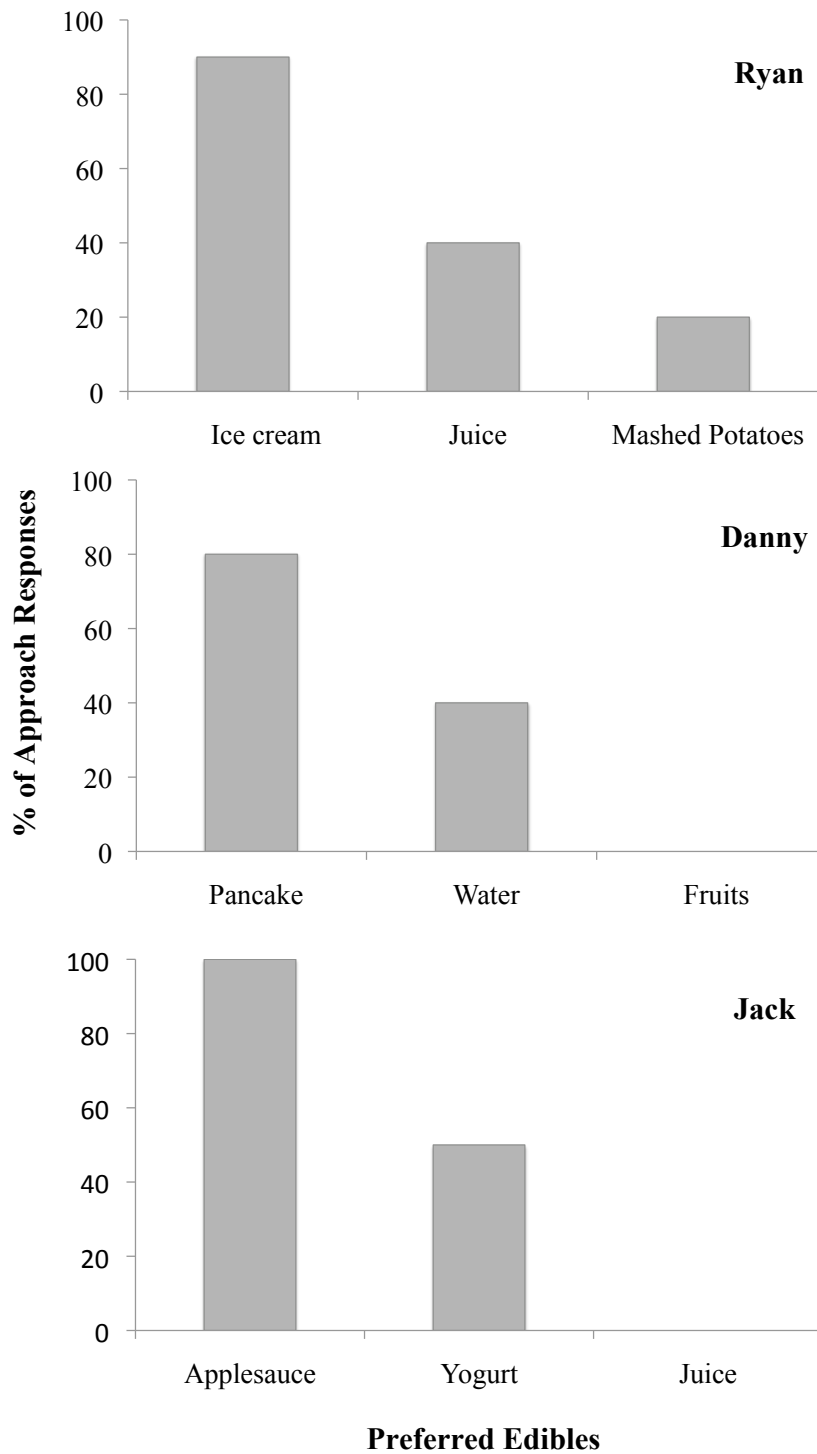 100
Ryan
80
60
40
20
0
Ice cream
Juice
Mashed Potatoes
% of Approach Responses
100
Danny
80
60
40
20
0
Pancake
Water
Fruits
100
Jack
80
60
40
20
0
Applesauce
Yogurt
Juice
Preferred Edibles